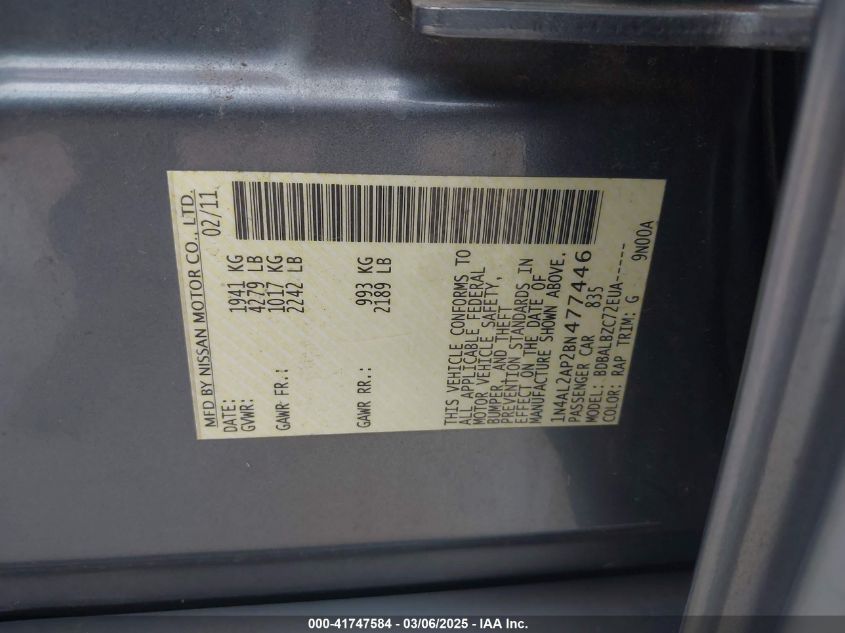 MFD BY NISSAN MOTOR CO., LTD.
DATE: 02/11
GVWR: 1941 KG
4279 LB
GAWR FR.: 1017 KG
2242 LB
GAWR RR.: 993 KG
2189 LB
THIS VEHICLE CONFORMS TO
ALL APPLICABLE FEDERAL
MOTOR VEHICLE SAFETY,
BUMPER, AND THEFT
PREVENTION STANDARDS IN
EFFECT ON THE DATE OF
MANUFACTURE SHOWN ABOVE.
1N4AL2AP2BN477446
PASSENGER CAR 835
MODEL: BDBALBZC72EUA-----
COLOR: RAP TRIM: G 9N00A
000-41747584 - 03/06/2025 - IAA Inc.